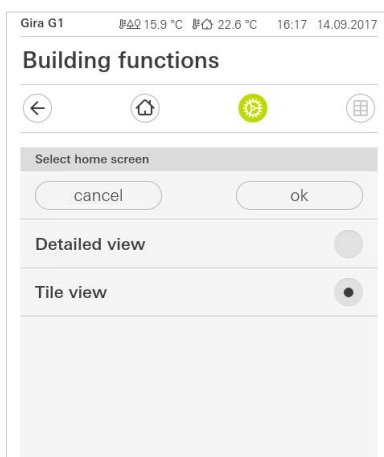 Gira G1 15.9 °C 22.6 °C 16:17 14.09.2017
Building functions
Select home screen
cancel ok
Detailed view
Tile view